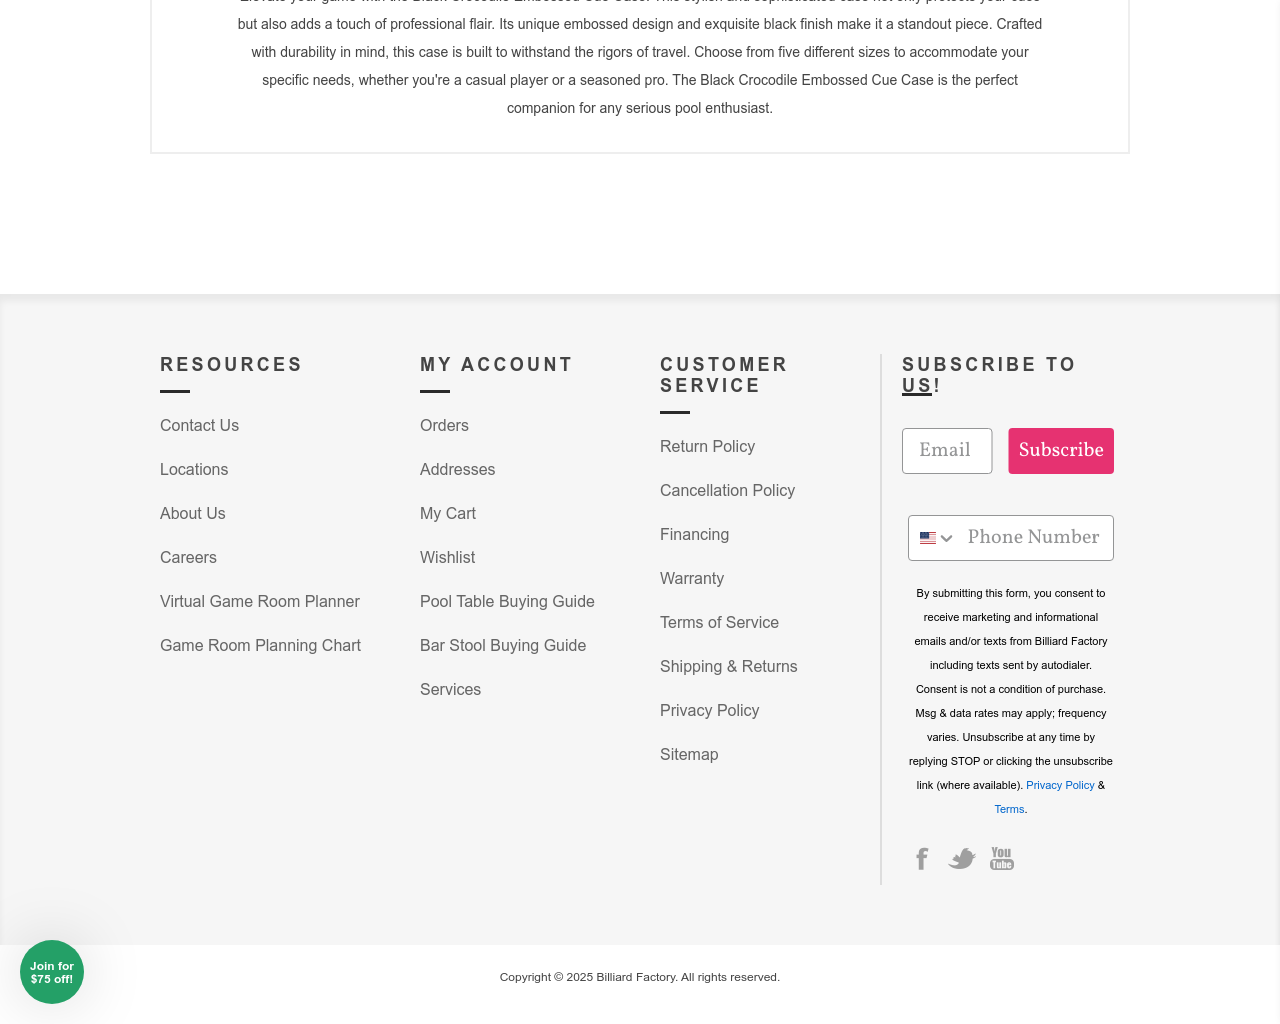 but also adds a touch of professional flair. Its unique embossed design and exquisite black finish make it a standout piece. Crafted
with durability in mind, this case is built to withstand the rigors of travel. Choose from five different sizes to accommodate your
specific needs, whether you're a casual player or a seasoned pro. The Black Crocodile Embossed Cue Case is the perfect
companion for any serious pool enthusiast.
RESOURCES
Contact Us
Locations
About Us
Careers
Virtual Game Room Planner
Game Room Planning Chart
MY ACCOUNT
Orders
Addresses
My Cart
Wishlist
Pool Table Buying Guide
Bar Stool Buying Guide
Services
CUSTOMER
SERVICE
Return Policy
Cancellation Policy
Financing
Warranty
Terms of Service
Shipping & Returns
Privacy Policy
Sitemap
SUBSCRIBE TO
US!
Email
Subscribe
Phone Number
By submitting this form, you consent to
receive marketing and informational
emails and/or texts from Billiard Factory
including texts sent by autodialer.
Consent is not a condition of purchase.
Msg & data rates may apply; frequency
varies. Unsubscribe at any time by
replying STOP or clicking the unsubscribe
link (where available). Privacy Policy &
Terms.
You
Tube
Join for
$75 off!
Copyright © 2025 Billiard Factory. All rights reserved.